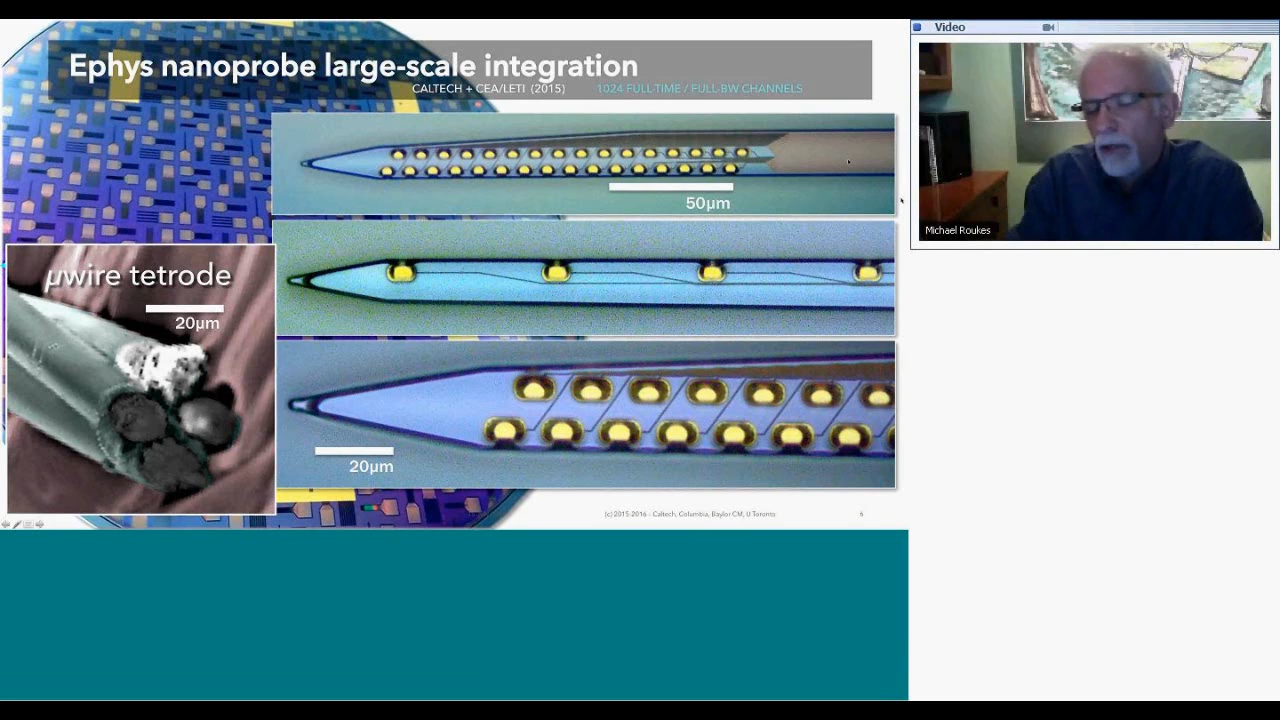 Ephys nanoprobe large-scale integration
CALTECH + CEA/LETI (2015) 1024 FULL-TIME / FULL-BW CHANNELS
50µm
µwire tetrode
20µm
20µm
(c) 2015-2016 - Caltech, Columbia, Baylor CM, U Toronto 6
Video
Michael Roukes